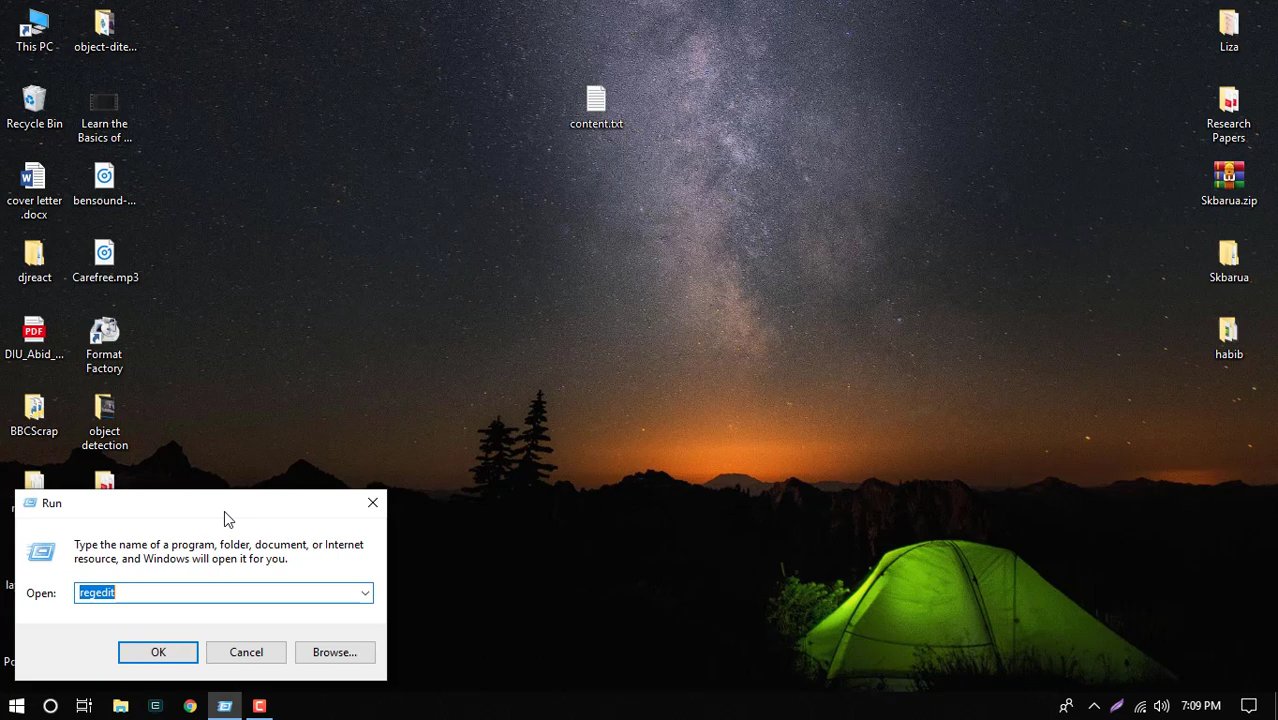 This PC
object-dite...
Liza
content.txt
Recycle Bin
Learn the
Basics of ...
Research
Papers
cover letter
.docx
bensound-...
Skbarua.zip
djreact
Carefree.mp3
Skbarua
PDF
DIU_Abid_...
Format
Factory
habib
BBCScrap
object
detection
Run
Type the name of a program, folder, document, or Internet
resource, and Windows will open it for you.
Open:
regedit
OK
Cancel
Browse...
7:09 PM